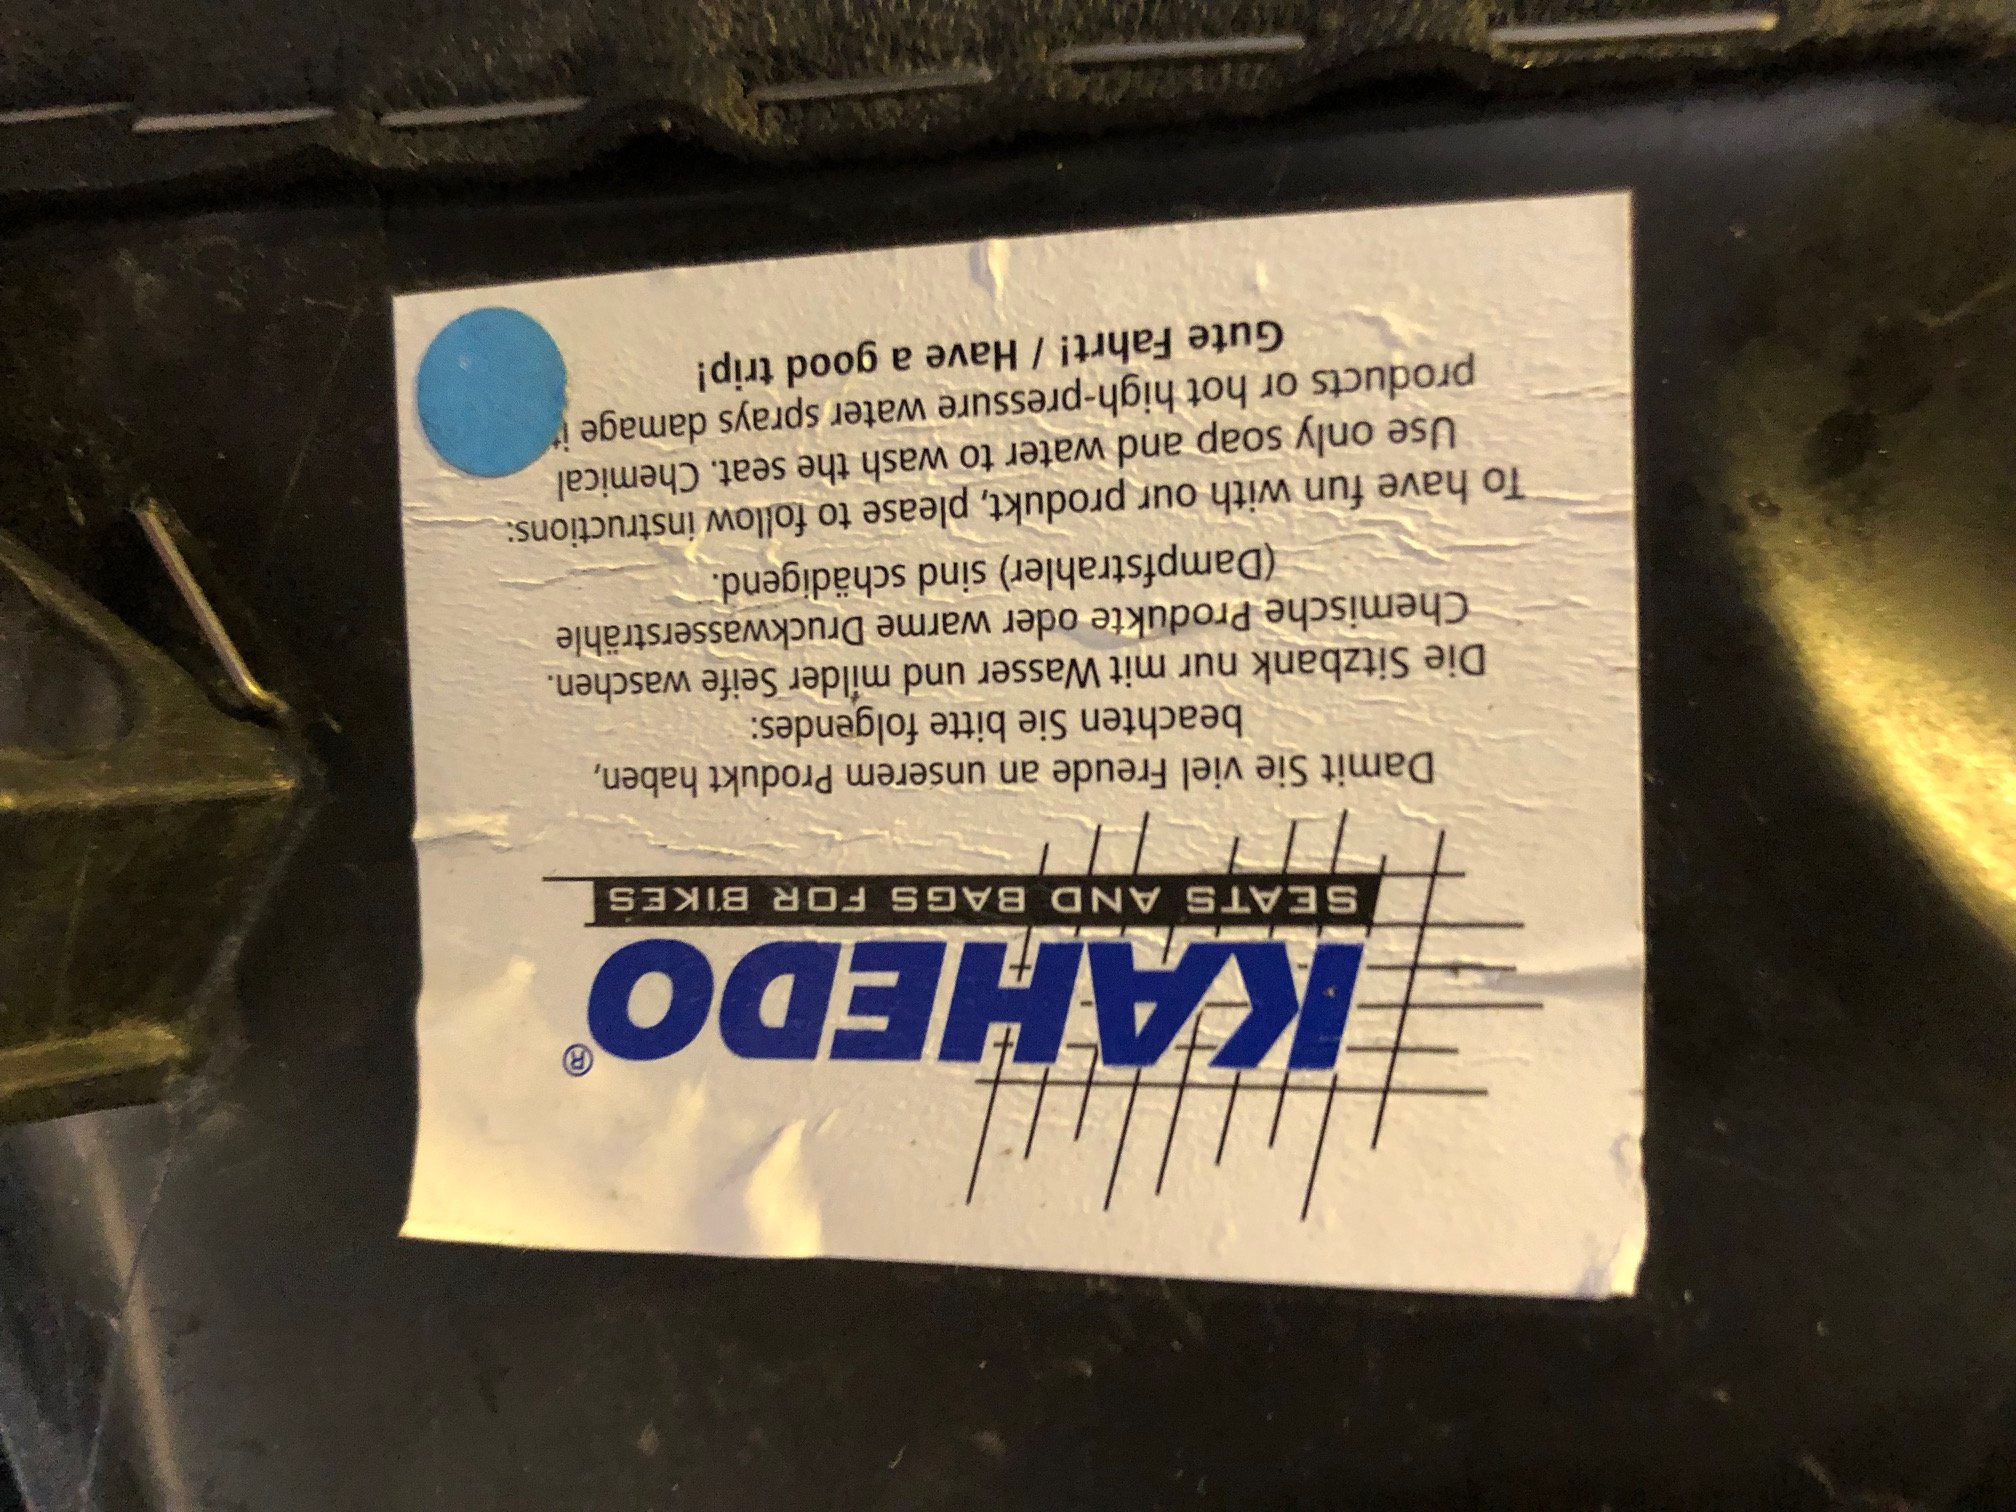 KAHEDO®
SEATS AND BAGS FOR BIKES
Damit Sie viel Freude an unserem Produkt haben,
beachten Sie bitte folgendes:
Die Sitzbank nur mit Wasser und milder Seife waschen.
Chemische Produkte oder warme Druckwasserstrahle
(Dampfstrahler) sind schädigend.
To have fun with our produkt, please to follow instructions:
Use only soap and water to wash the seat. Chemical
products or hot high-pressure water sprays damage
Gute Fahrt! / Have a good trip!